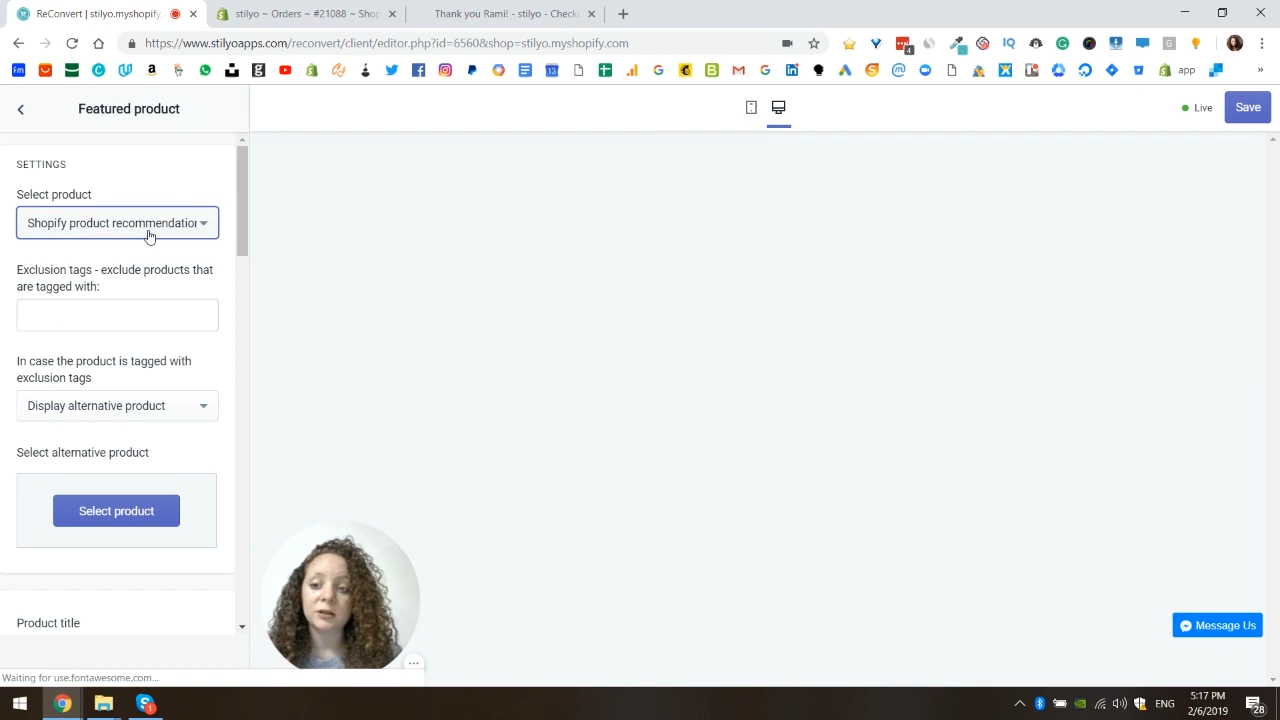 ReConvert | stilyo.myshopify
stilyo ~ Orders ~ #21088 ~ Shop
Thank you Rami! - stilyo - Check
https://www.stilyoapps.com/reconvert/client/editor.php?id=6560&shop=stilyo.myshopify.com
4
IQ
G
app
»
Featured product
Live
Save
SETTINGS
Select product
Shopify product recommendation
Exclusion tags - exclude products that
are tagged with:
In case the product is tagged with
exclusion tags
Display alternative product
Select alternative product
Select product
Product title
Message Us
Waiting for use.fontawesome.com...
ENG
5:17 PM
2/6/2019
28